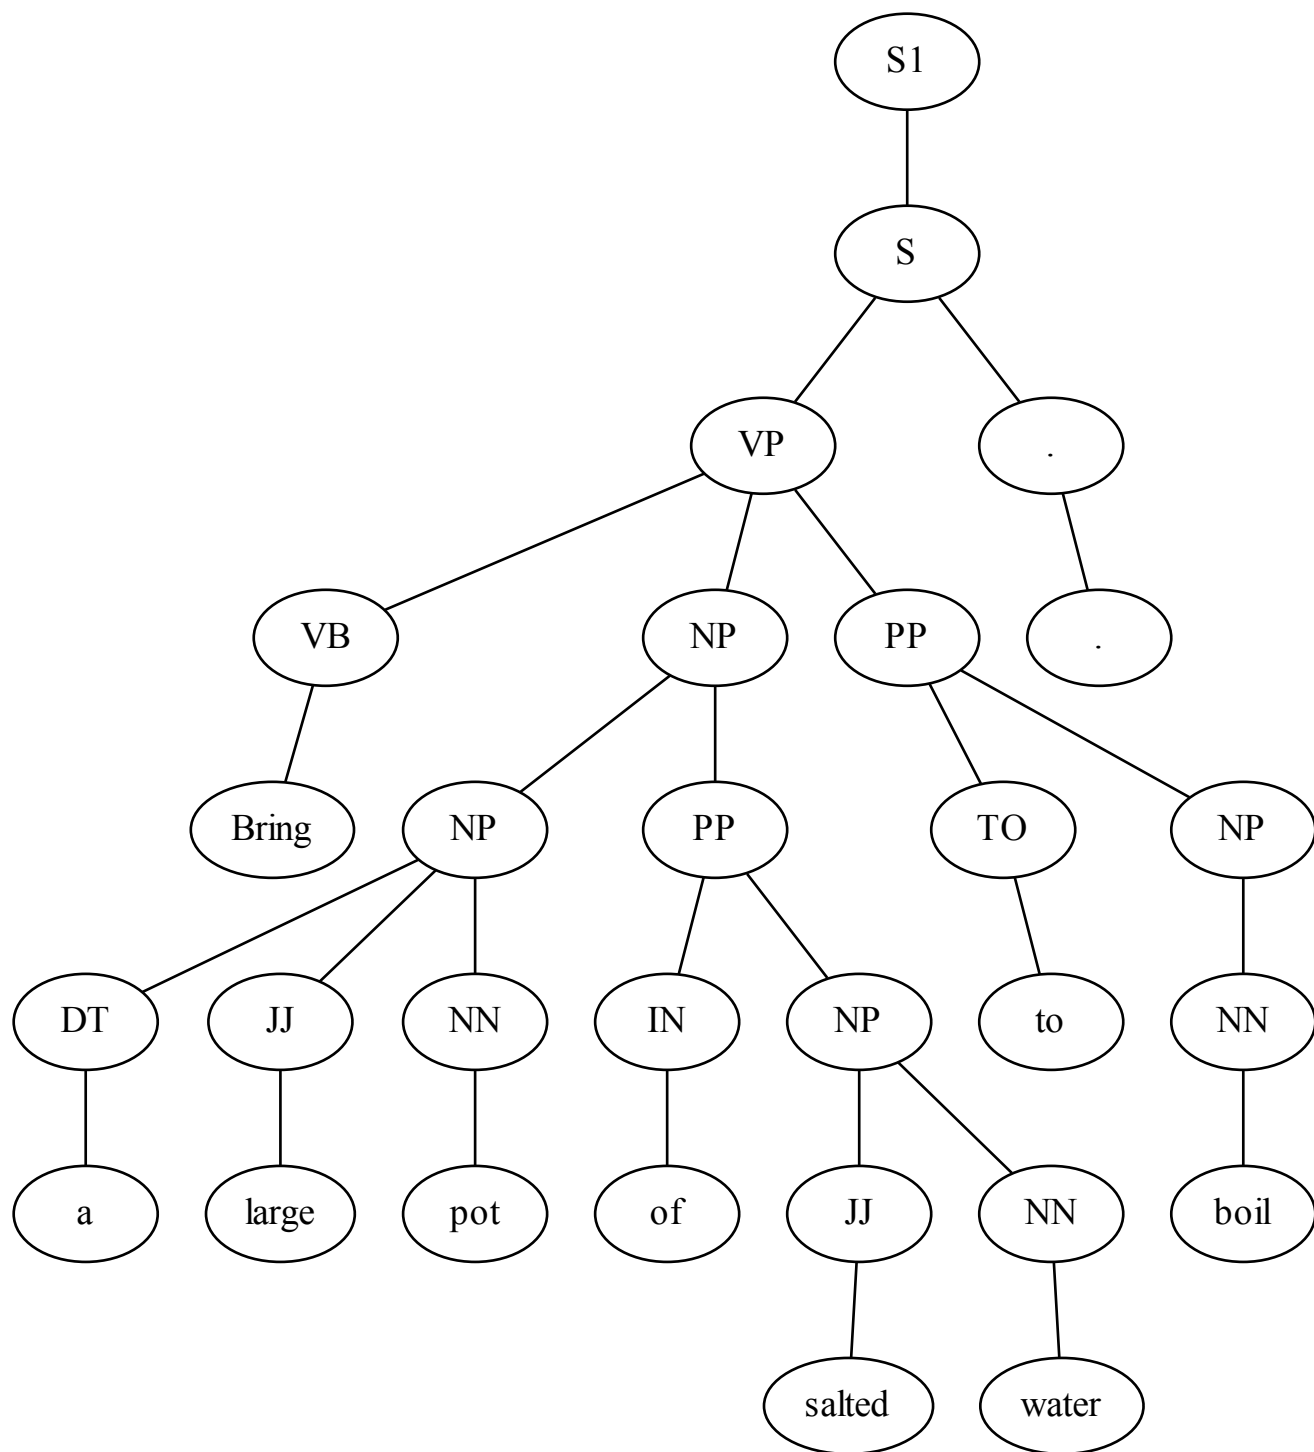 S1
S
VP .
VB NP PP .
Bring NP PP TO NP
DT JJ NN IN NP to NN
a large pot of JJ NN boil
salted water